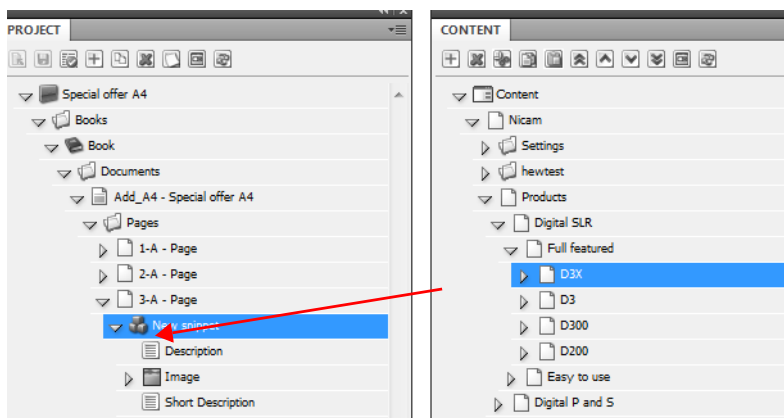 PROJECT
Special offer A4
Books
Book
Documents
Add_A4 - Special offer A4
Pages
1-A - Page
2-A - Page
3-A - Page
New snippet
Description
Image
Short Description
CONTENT
Content
Nicam
Settings
hewtest
Products
Digital SLR
Full featured
D3X
D3
D300
D200
Easy to use
Digital P and S